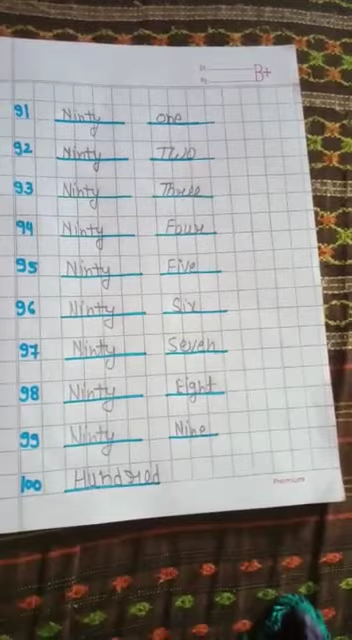 B+
91 Ninty one
92 Ninty Two
93 Ninty Three
94 Ninty Four
95 Ninty Five
96 Ninty Six
97 Ninty Seven
98 Ninty Eight
99 Ninty Nine
100 Hundred
Premium